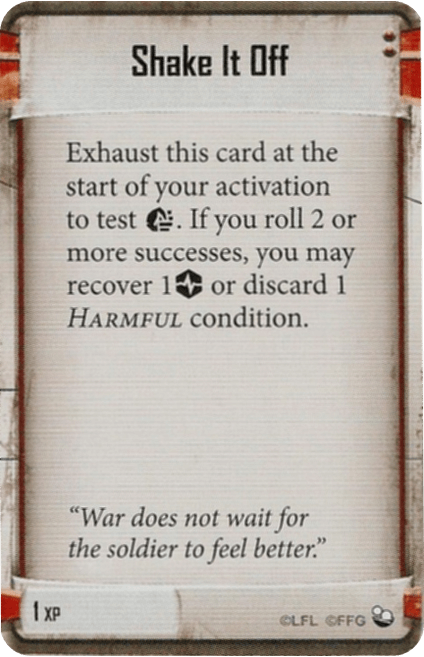 Shake It Off
Exhaust this card at the
start of your activation
to test . If you roll 2 or
more successes, you may
recover 1 or discard 1
HARMFUL condition.
“War does not wait for
the soldier to feel better.”
1 XP
©LFL ©FFG